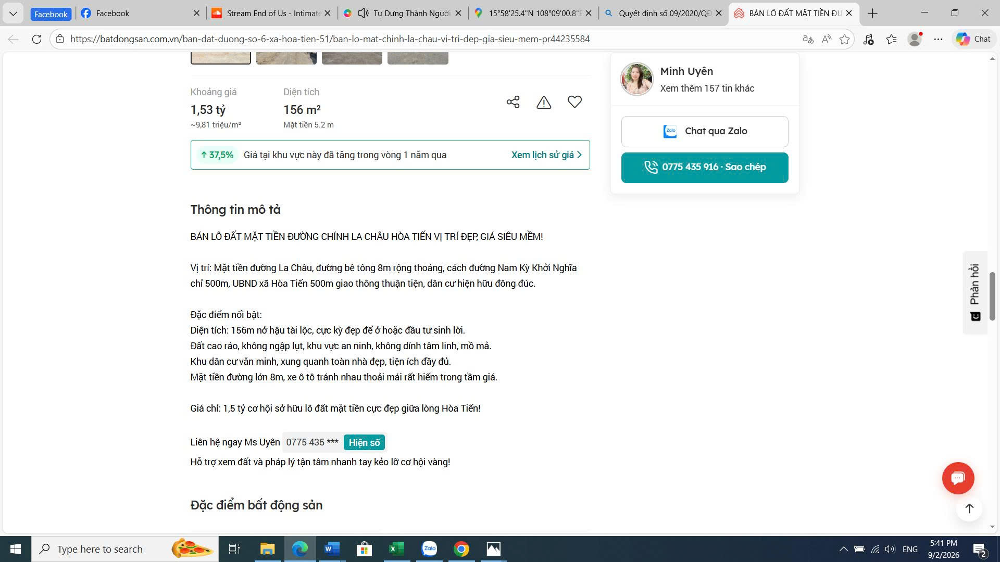 Facebook
Facebook
Stream End of Us - Intimate
Tự Dưng Thành Người
15°58'25.4"N 108°09'00.8"E
Quyết định số 09/2020/QĐ
BÁN LÔ ĐẤT MẶT TIỀN ĐƯ
https://batdongsan.com.vn/ban-dat-duong-so-6-xa-hoa-tien-51/ban-lo-mat-chinh-la-chau-vi-tri-dep-gia-sieu-mem-pr44235584
Chat
Khoảng giá
1,53 tỷ
~9,81 triệu/m²
Diện tích
156 m²
Mặt tiền 5.2 m
37,5%
Giá tại khu vực này đã tăng trong vòng 1 năm qua
Xem lịch sử giá
Minh Uyên
Xem thêm 157 tin khác
Zalo
Chat qua Zalo
0775 435 916 · Sao chép
Thông tin mô tả
BÁN LÔ ĐẤT MẶT TIỀN ĐƯỜNG CHÍNH LA CHÂU HÒA TIẾN VỊ TRÍ ĐẸP, GIÁ SIÊU MỀM!
Vị trí: Mặt tiền đường La Châu, đường bê tông 8m rộng thoáng, cách đường Nam Kỳ Khởi Nghĩa
chỉ 500m, UBND xã Hòa Tiến 500m giao thông thuận tiện, dân cư hiện hữu đông đúc.
Đặc điểm nổi bật:
Diện tích: 156m nở hậu tài lộc, cực kỳ đẹp để ở hoặc đầu tư sinh lời.
Đất cao ráo, không ngập lụt, khu vực an ninh, không dính tâm linh, mồ mả.
Khu dân cư văn minh, xung quanh toàn nhà đẹp, tiện ích đầy đủ.
Mặt tiền đường lớn 8m, xe ô tô tránh nhau thoải mái rất hiếm trong tầm giá.
Giá chỉ: 1,5 tỷ cơ hội sở hữu lô đất mặt tiền cực đẹp giữa lòng Hòa Tiến!
Liên hệ ngay Ms Uyên 0775 435 *** Hiện số
Hỗ trợ xem đất và pháp lý tận tâm nhanh tay kẻo lỡ cơ hội vàng!
Đặc điểm bất động sản
Phản hồi
Type here to search
Zalo
ENG
5:41 PM
9/2/2026
2